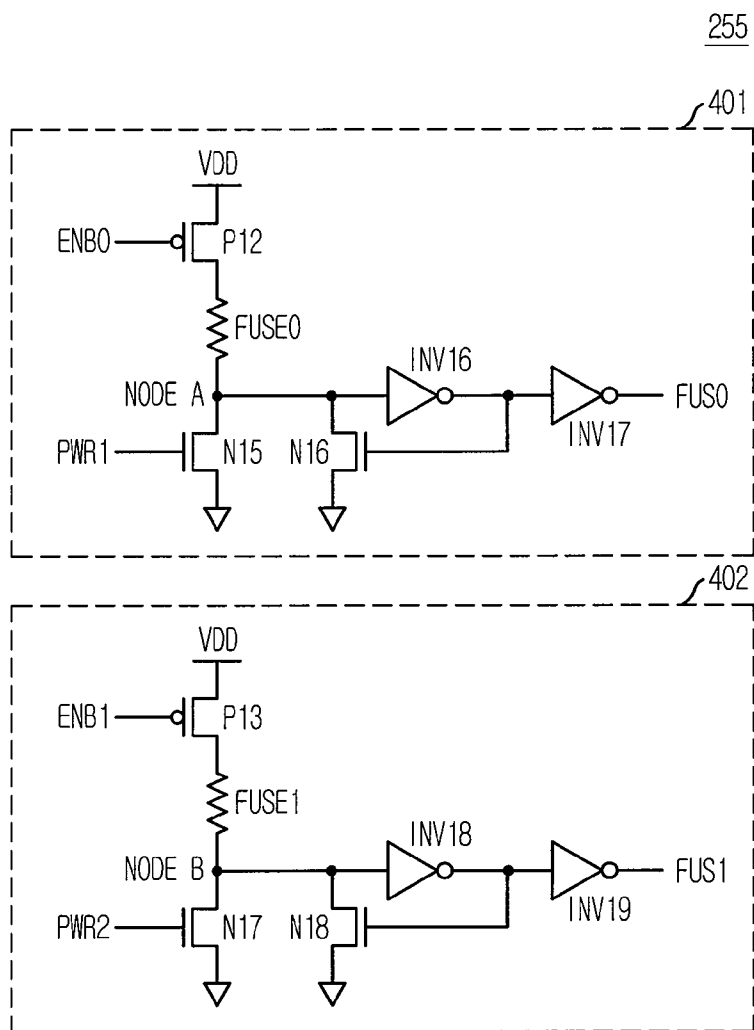 255
401
VDD
ENB0
P12
FUSE0
INV16
NODE A
FUS0
INV17
PWR1
N15
N16
402
VDD
ENB1
P13
FUSE1
INV18
NODE B
FUS1
INV19
PWR2
N17
N18